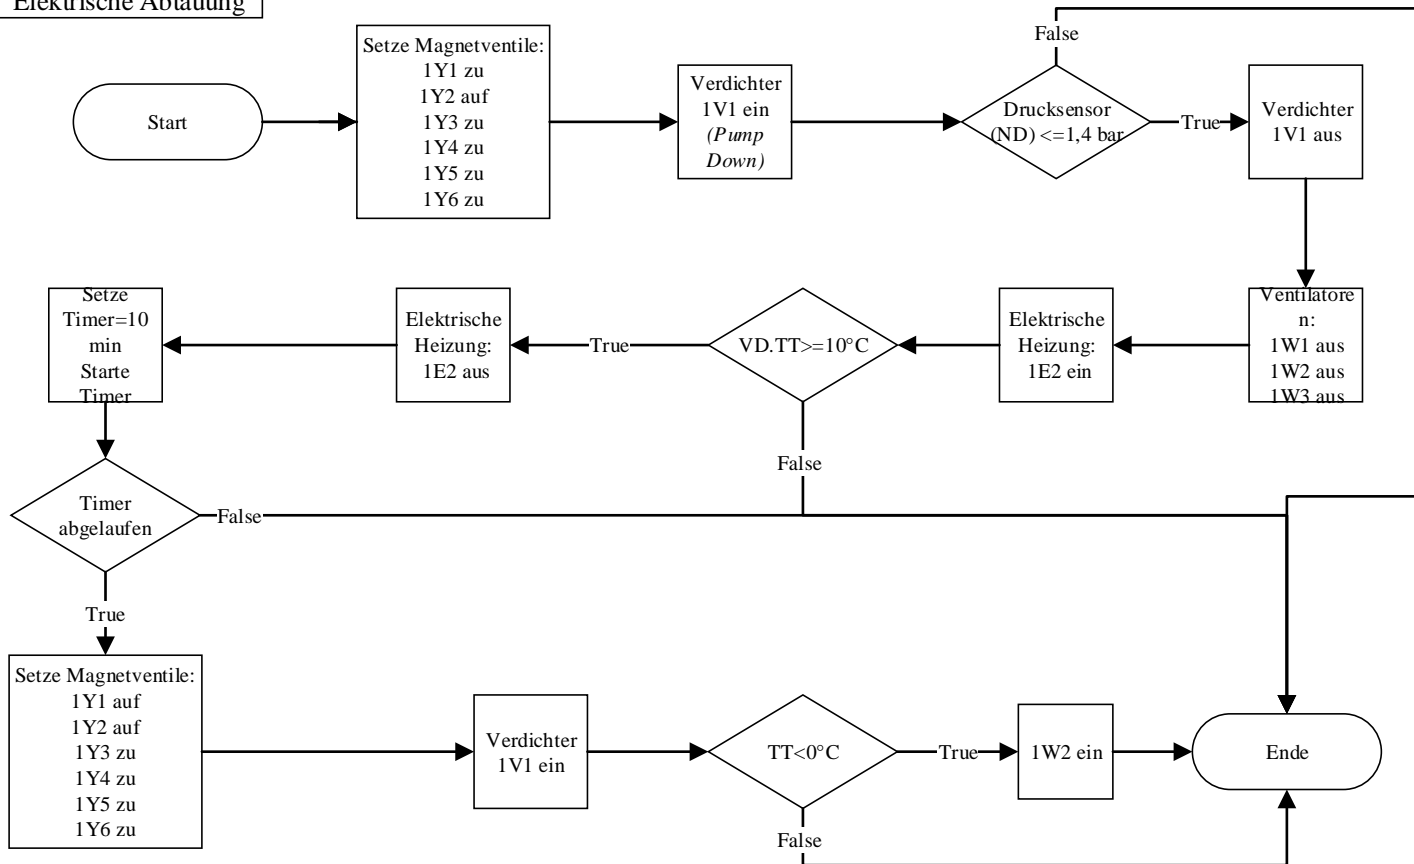 Elektrische Abtauung
Start
Setze Magnetventile:
1Y1 zu
1Y2 auf
1Y3 zu
1Y4 zu
1Y5 zu
1Y6 zu
Verdichter
1V1 ein
(Pump
Down)
False
Drucksensor
(ND) <=1,4 bar
True
Verdichter
1V1 aus
Setze
Timer=10
min
Starte
Timer
Elektrische
Heizung:
1E2 aus
True
VD.TT>=10°C
Elektrische
Heizung:
1E2 ein
Ventilatore
n:
1W1 aus
1W2 aus
1W3 aus
False
Timer
abgelaufen
False
True
Setze Magnetventile:
1Y1 auf
1Y2 auf
1Y3 zu
1Y4 zu
1Y5 zu
1Y6 zu
Verdichter
1V1 ein
TT<0°C
True
1W2 ein
Ende
False